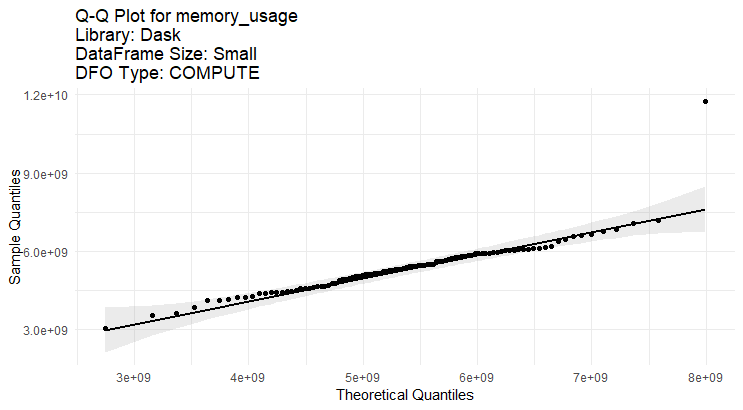 Q-Q Plot for memory_usage
Library: Dask
DataFrame Size: Small
DFO Type: COMPUTE
1.2e+10
9.0e+09
6.0e+09
3.0e+09
Sample Quantiles
3e+09 4e+09 5e+09 6e+09 7e+09 8e+09
Theoretical Quantiles